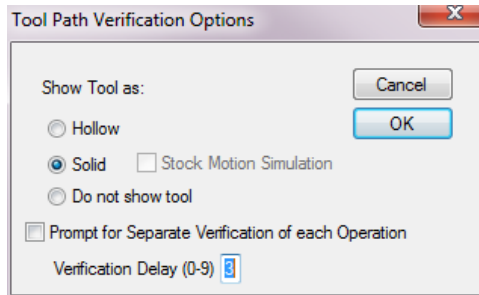 Tool Path Verification Options
Show Tool as:
Cancel
Hollow
OK
Solid
Stock Motion Simulation
Do not show tool
Prompt for Separate Verification of each Operation
Verification Delay (0-9) 3